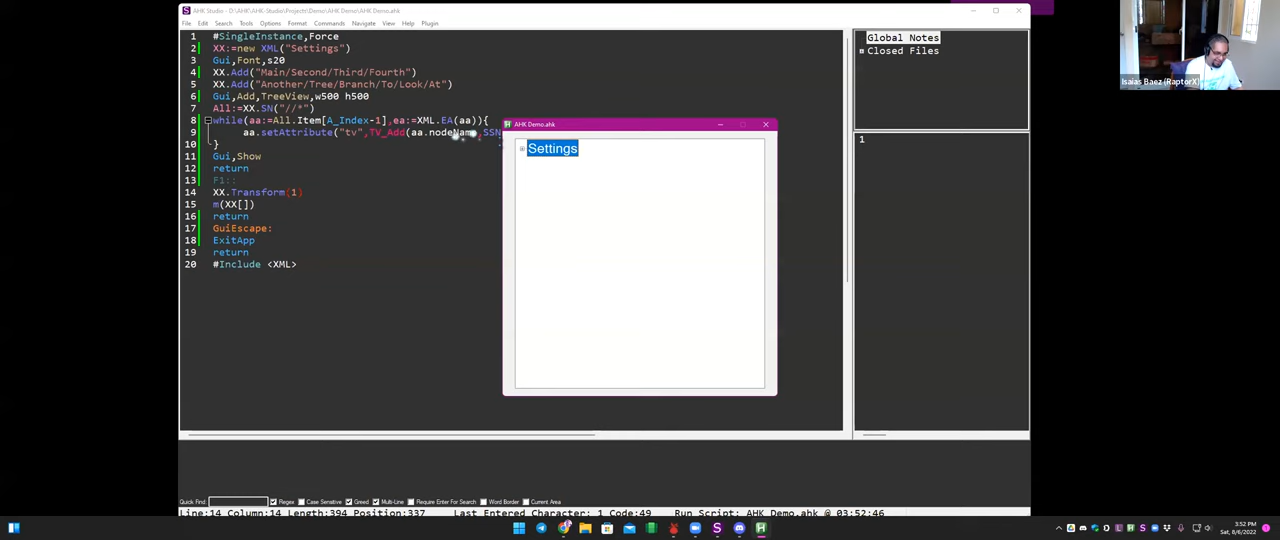 AHK Studio - D:\AHK\AHK-Studio\Projects\Demo\AHK Demo\AHK Demo.ahk
File Edit Search Tools Options Format Commands Navigate View Help Plugin
1 #SingleInstance,Force
2 XX:=new XML("Settings")
3 Gui,Font,s20
4 XX.Add("Main/Second/Third/Fourth")
5 XX.Add("Another/Tree/Branch/To/Look/At")
6 Gui,Add,TreeView,w500 h500
7 All:=XX.SN("//*")
8 while(aa:=All.Item[A_Index-1],ea:=XML.EA(aa)){
9 aa.setAttribute("tv",TV_Add(aa.nodeName,SSN
10 }
11 Gui,Show
12 return
13 F1::
14 XX.Transform(1)
15 m(XX[])
16 return
17 GuiEscape:
18 ExitApp
19 return
20 #Include <XML>
AHK Demo.ahk
Settings
Global Notes
Closed Files
1
Isaias Baez (RaptorX)
Quick Find: Regex Case Sensitive Greed Multi-Line Require Enter For Search Word Border Current Area
Line:14 Column:14 Length:394 Position:337 Last Entered Character: 1 Code:49 Run Script: AHK Demo.ahk @ 03:52:46
3:52 PM
Sat, 8/6/2022